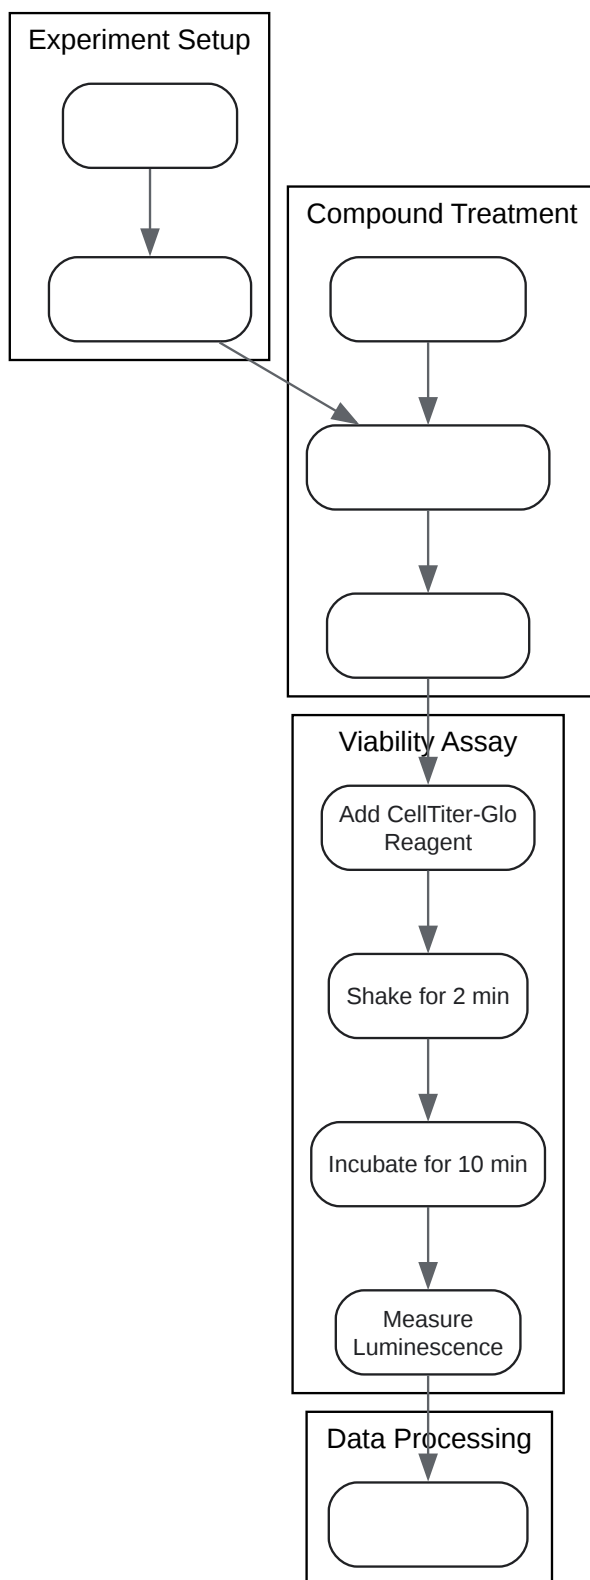 Experiment Setup
Compound Treatment
Viability Assay
Add CellTiter-Glo
Reagent
Shake for 2 min
Incubate for 10 min
Measure
Luminescence
Data Processing